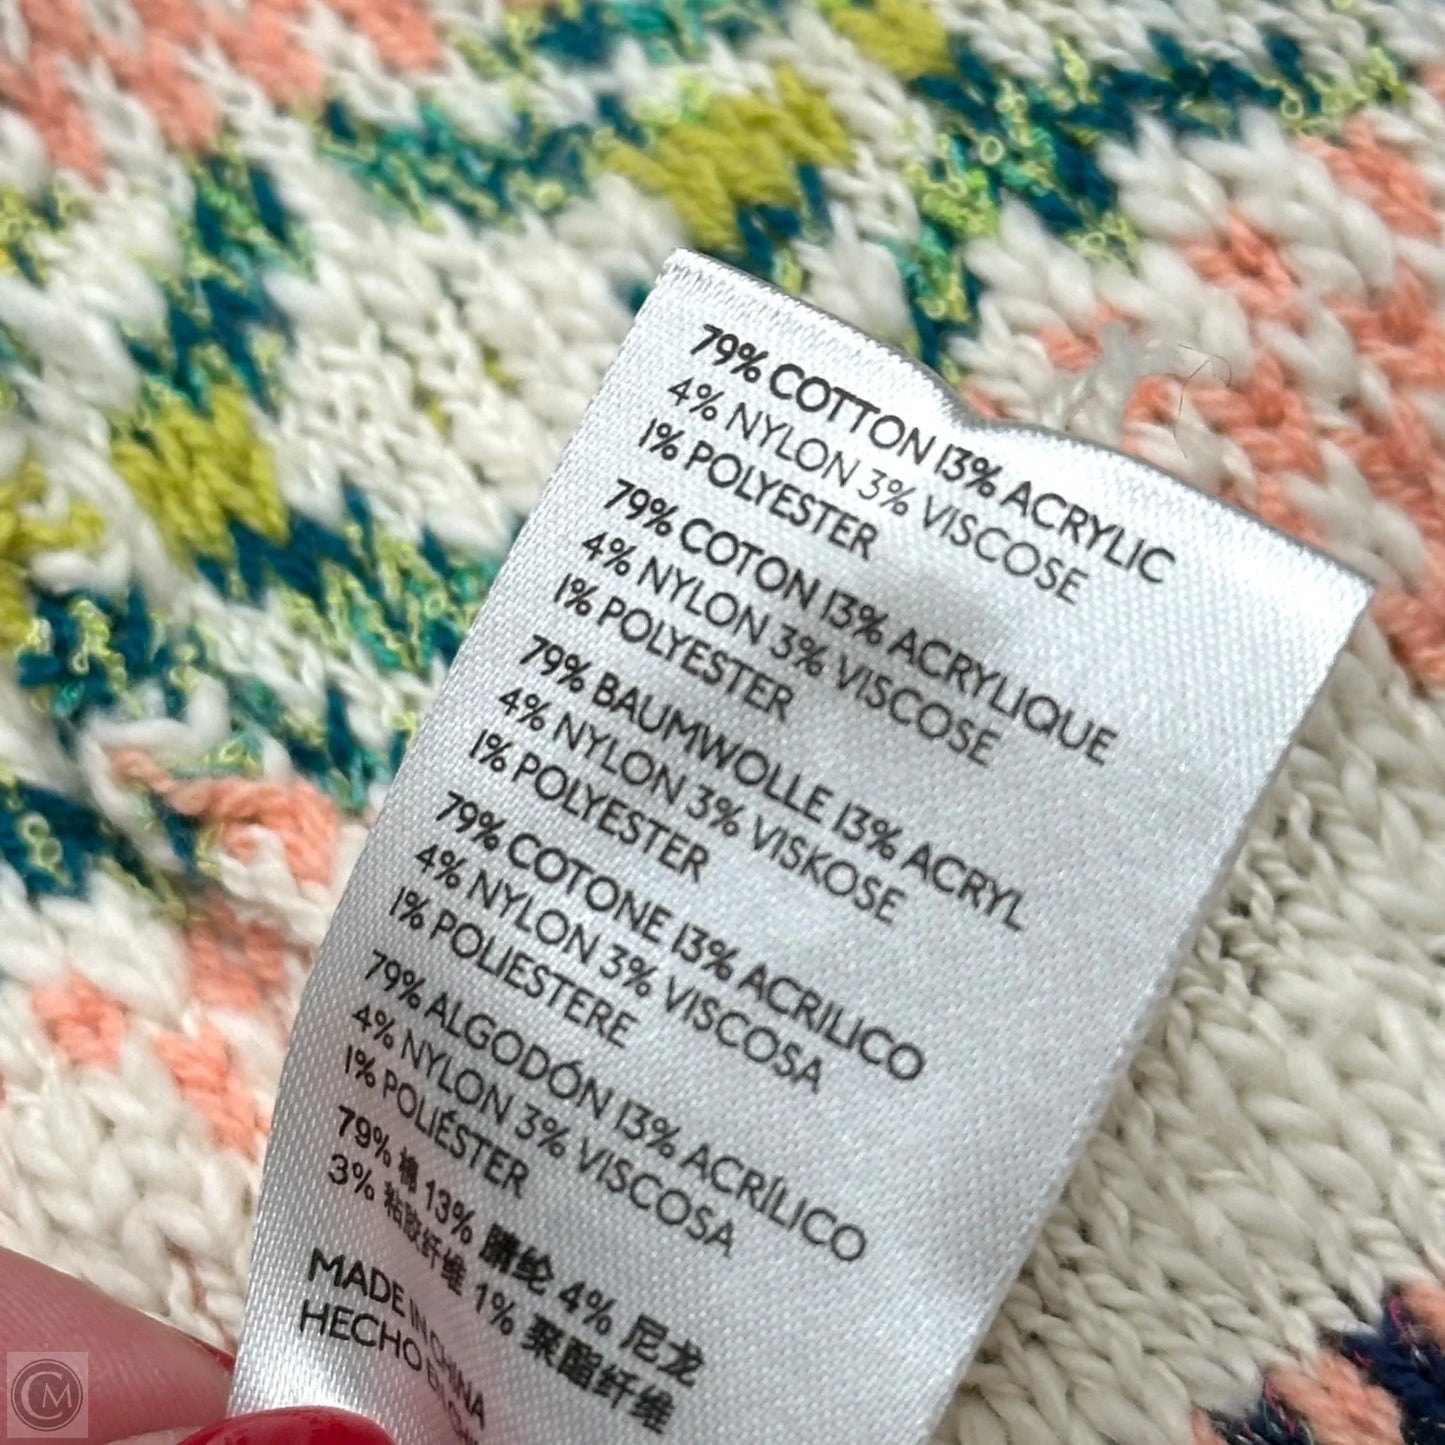 79% COTTON 13% ACRYLIC
4% NYLON 3% VISCOSE
1% POLYESTER
79% COTON 13% ACRYLIQUE
4% NYLON 3% VISCOSE
1% POLYESTER
79% BAUMWOLLE 13% ACRYL
4% NYLON 3% VISKOSE
1% POLYESTER
79% COTONE 13% ACRILICO
4% NYLON 3% VISCOSA
1% POLIESTERE
79% ALGODÓN 13% ACRÍLICO
4% NYLON 3% VISCOSA
1% POLIÉSTER
79% 棉 13% 腈纶 4% 尼龙
3% 粘胶纤维 1% 聚酯纤维
MADE IN CHINA
HECHO EN
CM